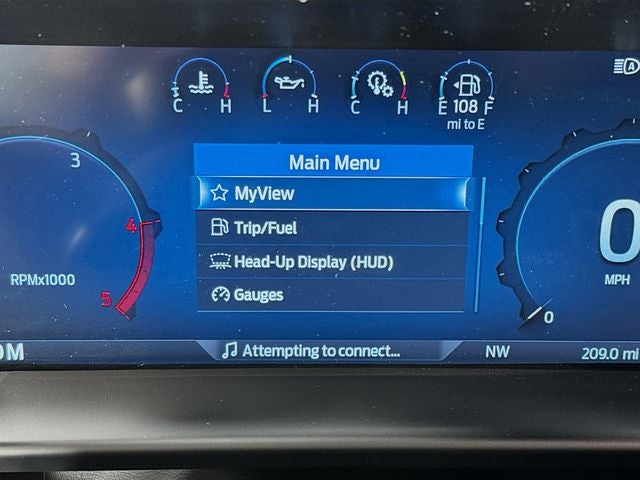 C H L H C H E 108 F
mi to E
Main Menu
MyView
Trip/Fuel
Head-Up Display (HUD)
Gauges
3
4
5
RPMx1000
0
MPH
0
Attempting to connect...
NW
209.0 mi